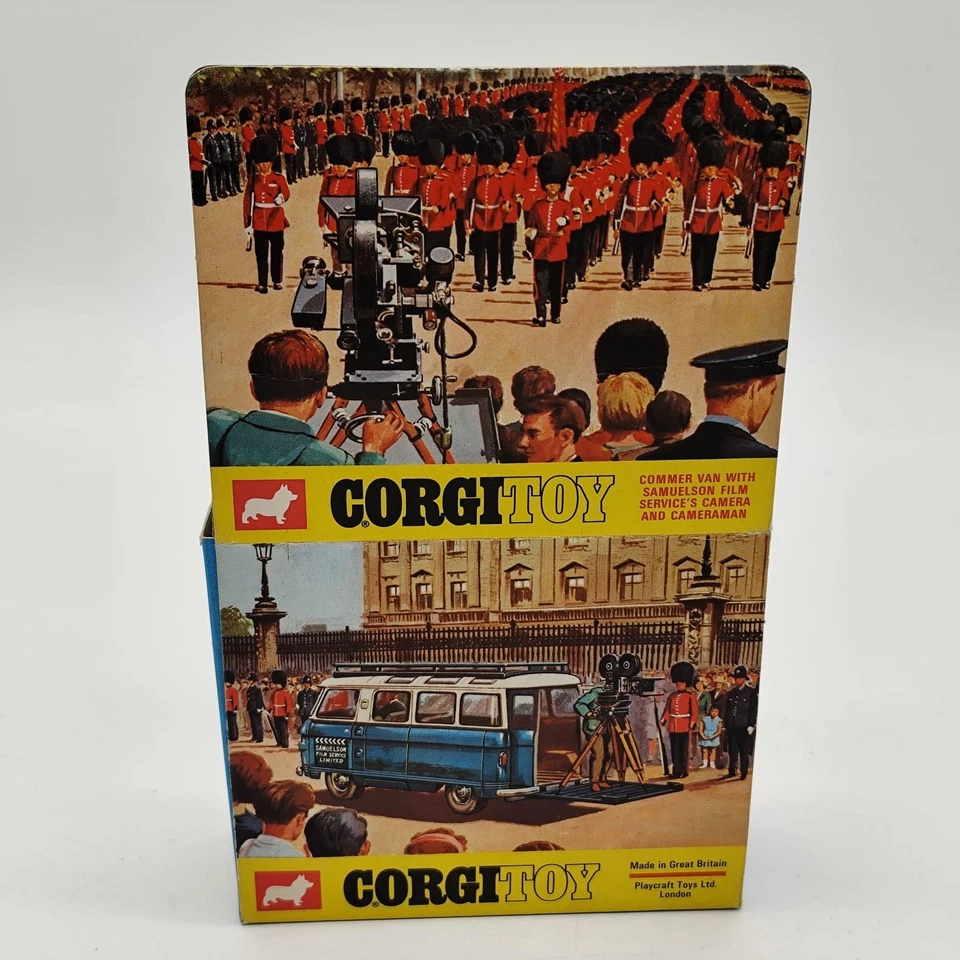 CORGI TOY
®
COMMER VAN WITH
SAMUELSON FILM
SERVICE'S CAMERA
AND CAMERAMAN
SAMUELSON
FILM SERVICE
LIMITED
CORGI TOY
®
Made in Great Britain
Playcraft Toys Ltd.
London